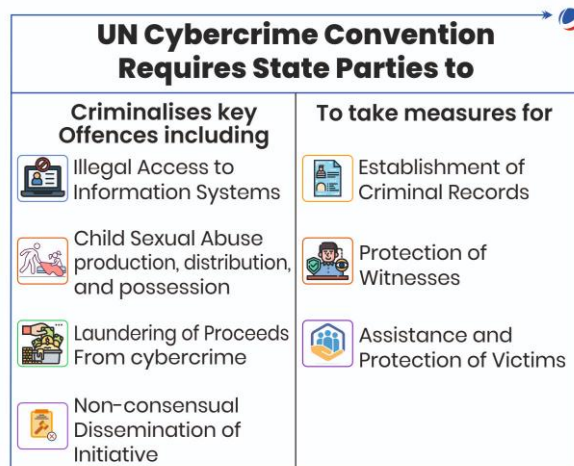 UN Cybercrime Convention
Requires State Parties to
Criminalises key
Offences including
Illegal Access to
Information Systems
Child Sexual Abuse
production, distribution,
and possession
Laundering of Proceeds
From cybercrime
Non-consensual
Dissemination of
Initiative
To take measures for
Establishment of
Criminal Records
Protection of
Witnesses
Assistance and
Protection of Victims